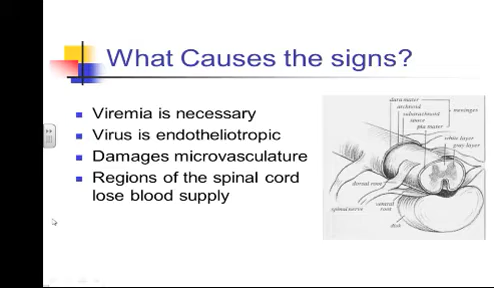 What Causes the signs?
Viremia is necessary
Virus is endotheliotropic
Damages microvasculature
Regions of the spinal cord
lose blood supply
dura mater
arachnoid
subarachnoid
space
pia mater
meninges
white layer
gray layer
dorsal root
spinal nerve
ventral
root
disk